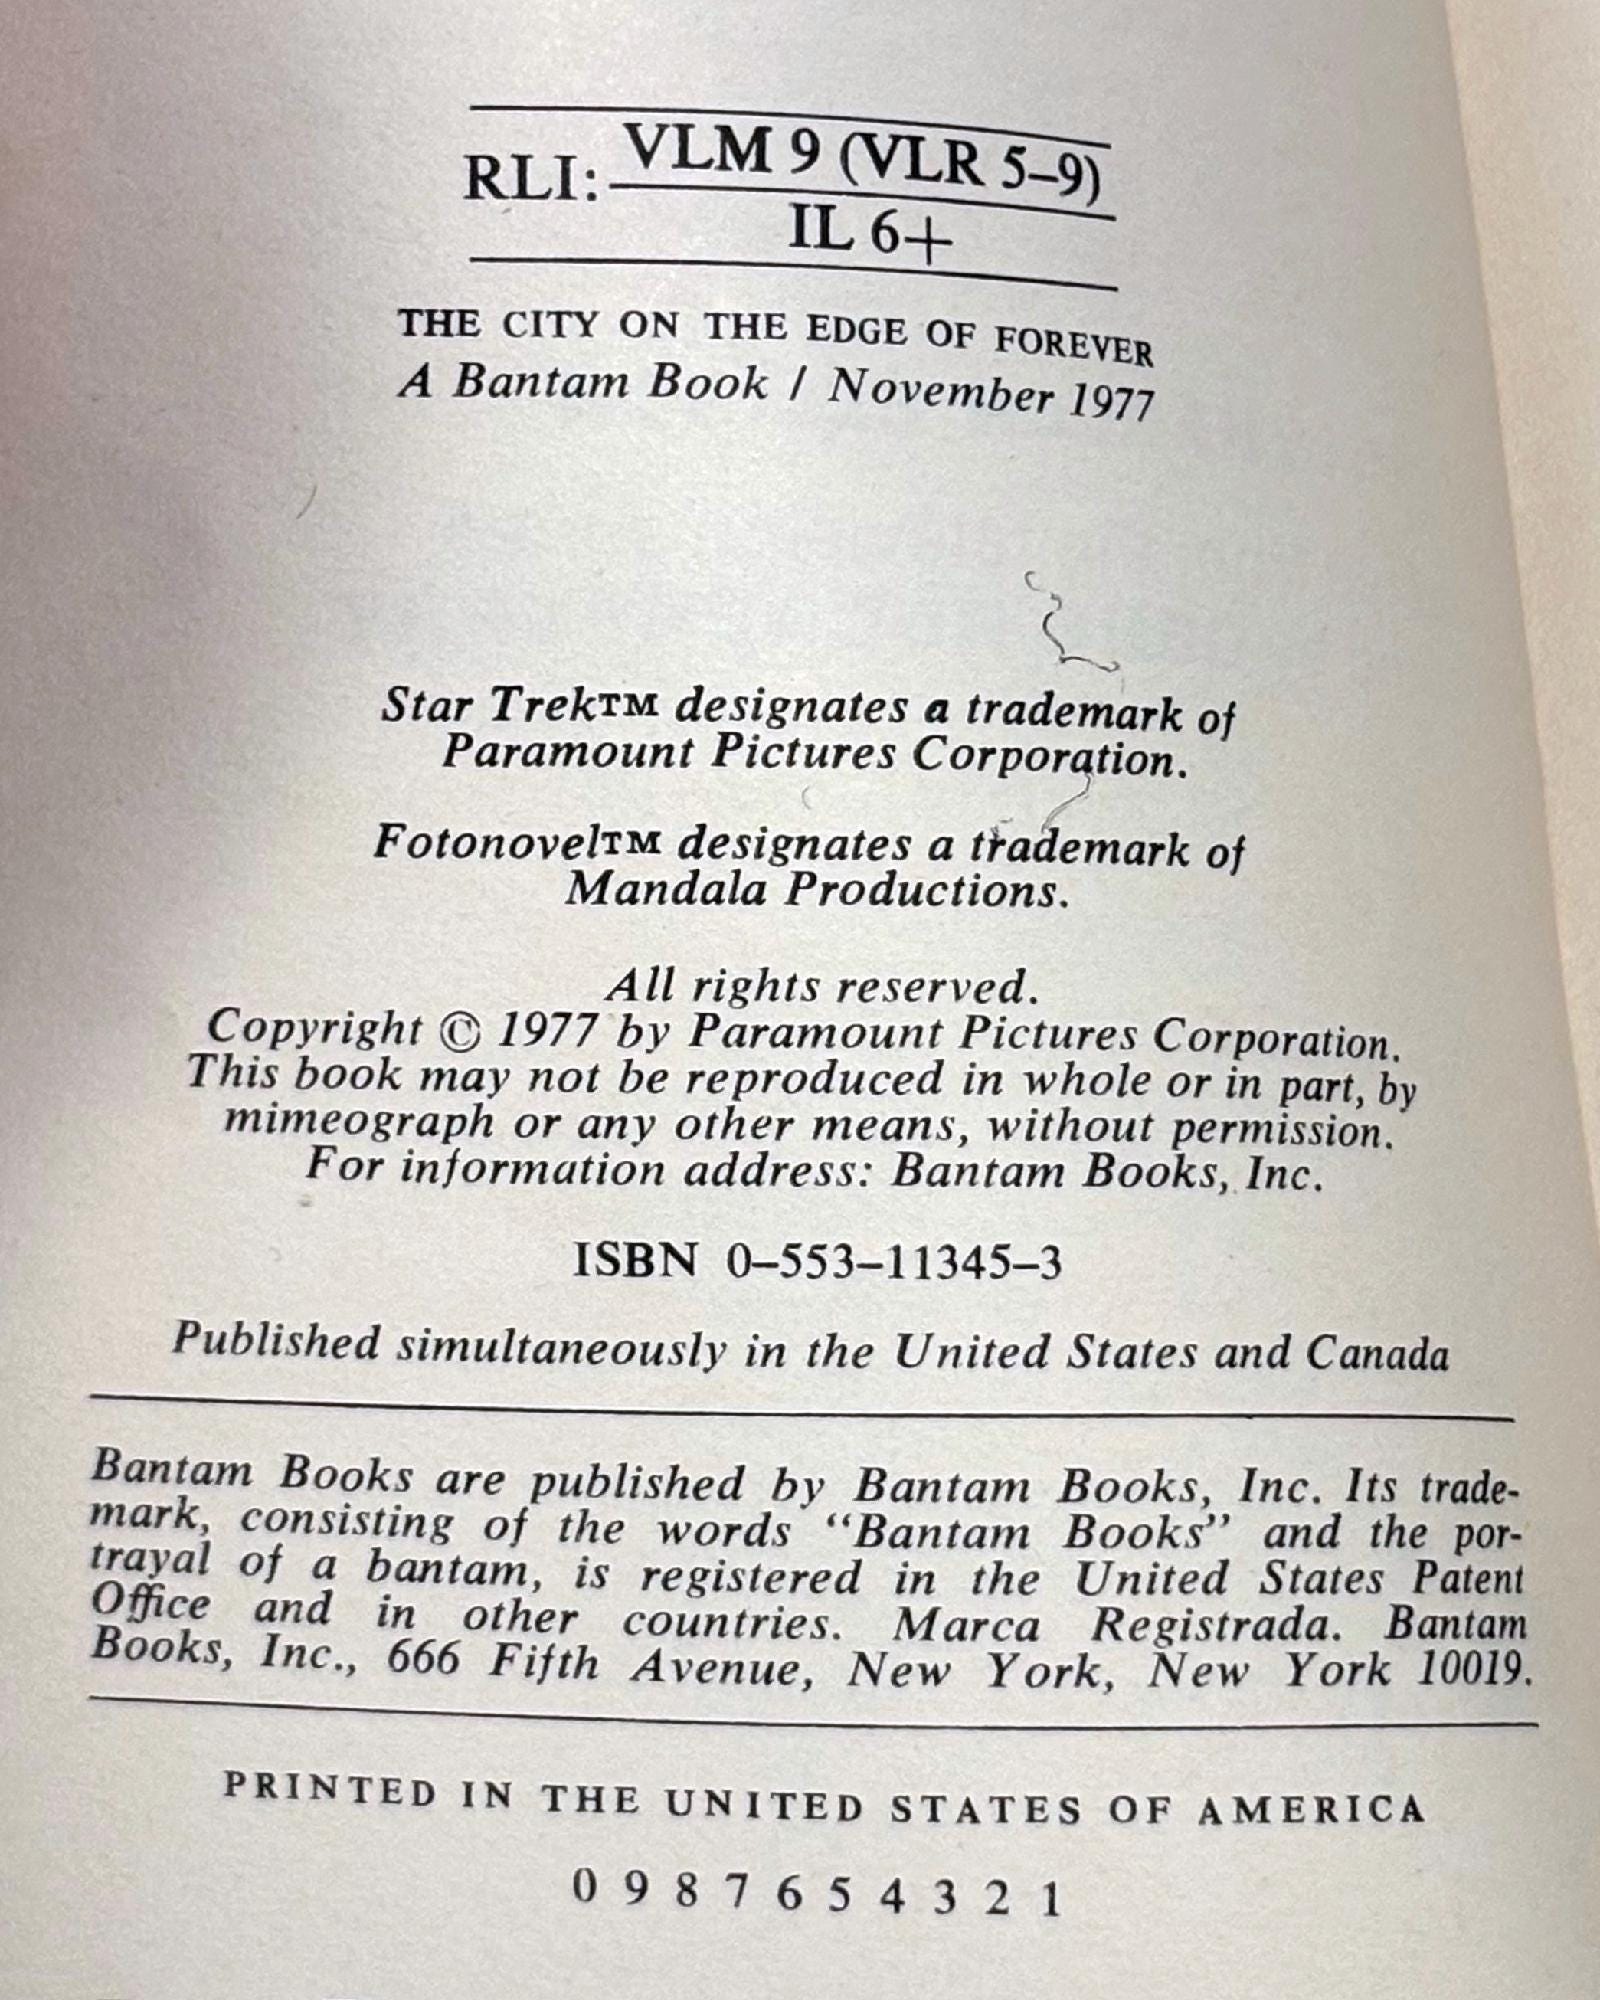 RLI: VLM 9 (VLR 5–9)
IL 6+
THE CITY ON THE EDGE OF FOREVER
A Bantam Book / November 1977
Star Trek™ designates a trademark of
Paramount Pictures Corporation.
Fotonovel™ designates a trademark of
Mandala Productions.
All rights reserved.
Copyright © 1977 by Paramount Pictures Corporation.
This book may not be reproduced in whole or in part, by
mimeograph or any other means, without permission.
For information address: Bantam Books, Inc.
ISBN 0–553–11345–3
Published simultaneously in the United States and Canada
Bantam Books are published by Bantam Books, Inc. Its trade-
mark, consisting of the words “Bantam Books” and the por-
trayal of a bantam, is registered in the United States Patent
Office and in other countries. Marca Registrada. Bantam
Books, Inc., 666 Fifth Avenue, New York, New York 10019.
PRINTED IN THE UNITED STATES OF AMERICA
0 9 8 7 6 5 4 3 2 1